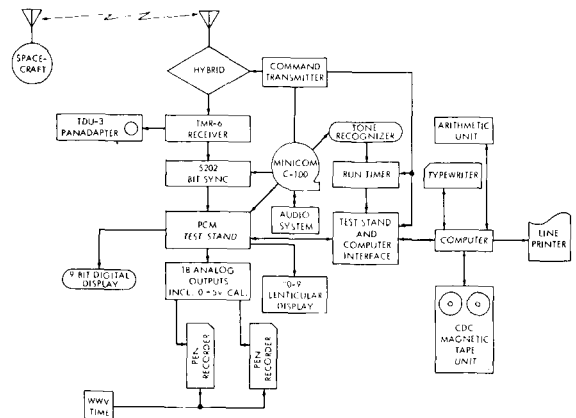 SPACE-
CRAFT
HYBRID
COMMAND
TRANSMITTER
TDU-3
PANADAPTER
TMR-6
RECEIVER
TONE
RECOGNIZER
ARITHMETIC
UNIT
5202
BIT SYNC
MINICOM
C-100
RUN TIMER
TYPEWRITER
AUDIO
SYSTEM
PCM
TEST STAND
TEST STAND
AND
COMPUTER
INTERFACE
COMPUTER
LINE
PRINTER
9 BIT DIGITAL
DISPLAY
18 ANALOG
OUTPUTS
INCL. 0 - 5v CAL.
0-9
LENTICULAR
DISPLAY
CDC
MAGNETIC
TAPE
UNIT
PEN
RECORDER
PEN
RECORDER
WWV
TIME